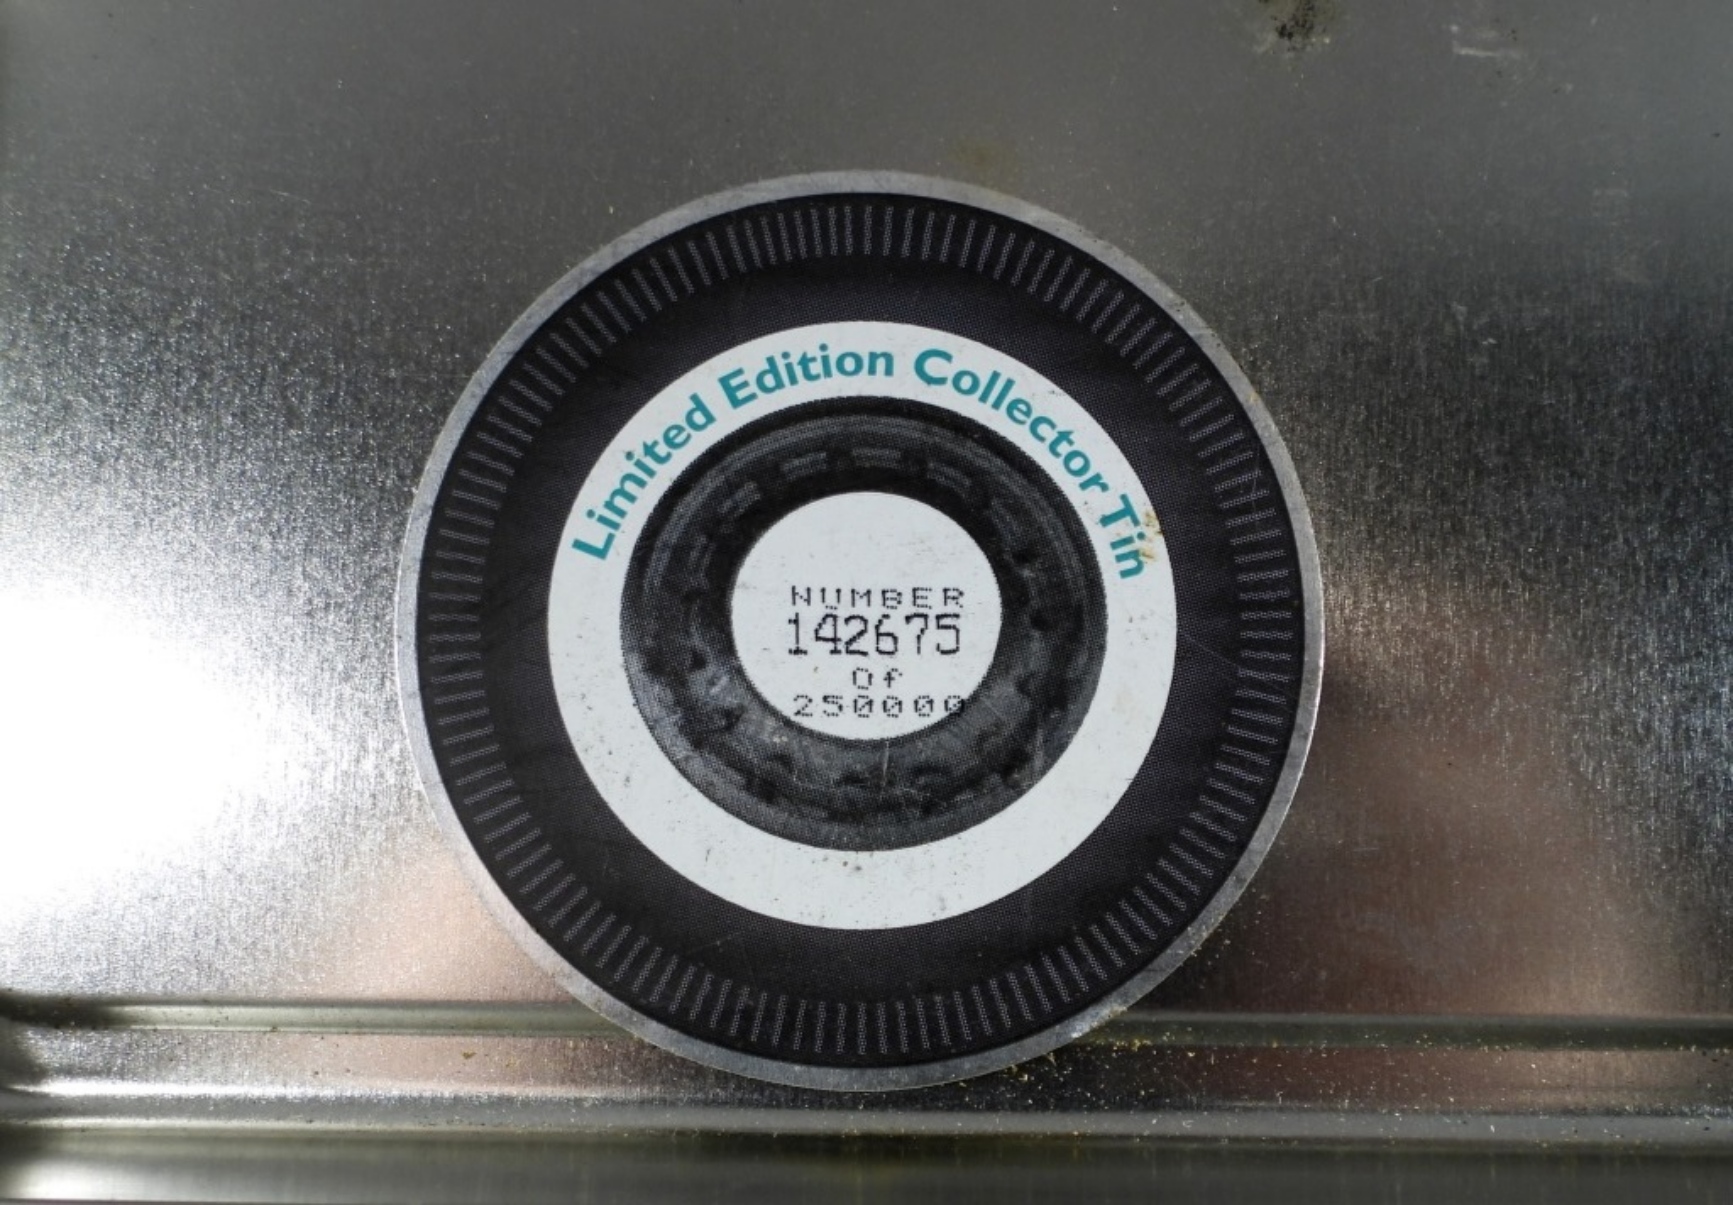 Limited Edition Collector Tin
NUMBER
142675
Of
250000